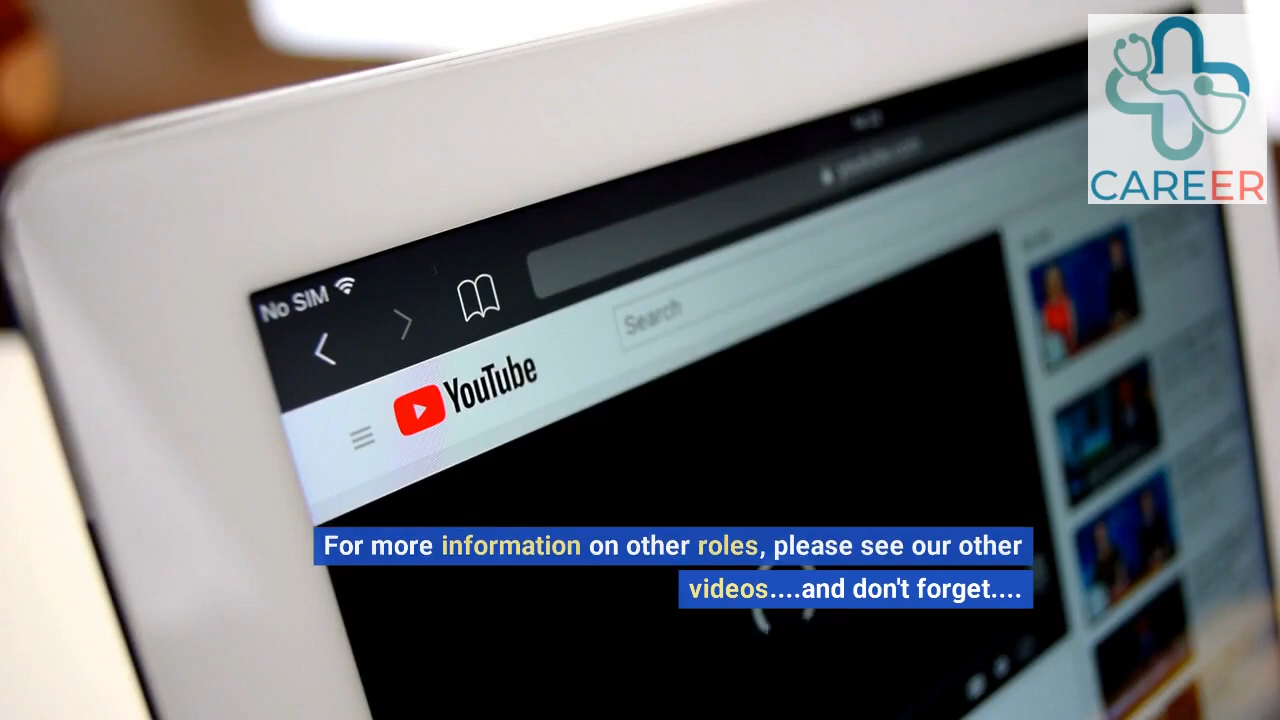 CAREER
No SIM
Search
YouTube
For more information on other roles, please see our other
videos....and don't forget....